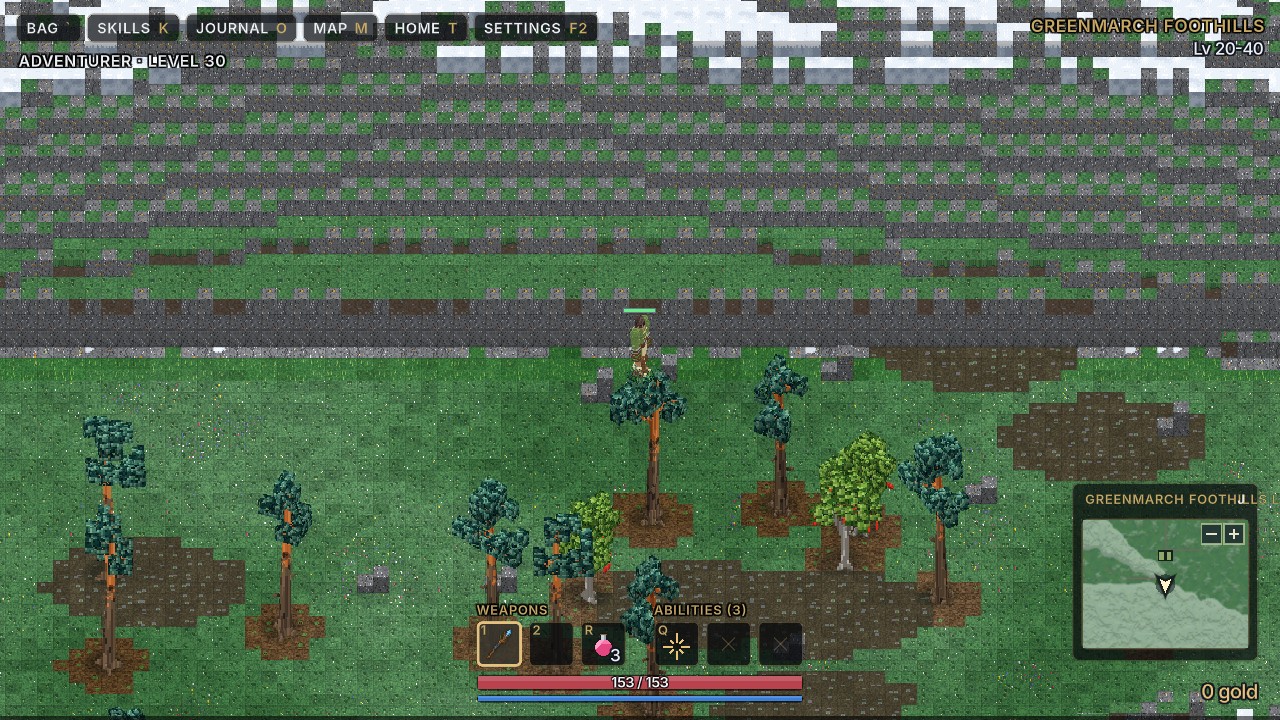 BAG
SKILLS K
JOURNAL O
MAP M
HOME T
SETTINGS F2
GREENMARCH FOOTHILLS
Lv 20-40
ADVENTURER · LEVEL 30
GREENMARCH FOOTHILLS
WEAPONS
ABILITIES (3)
1
2
R
3
Q
153 / 153
0 gold